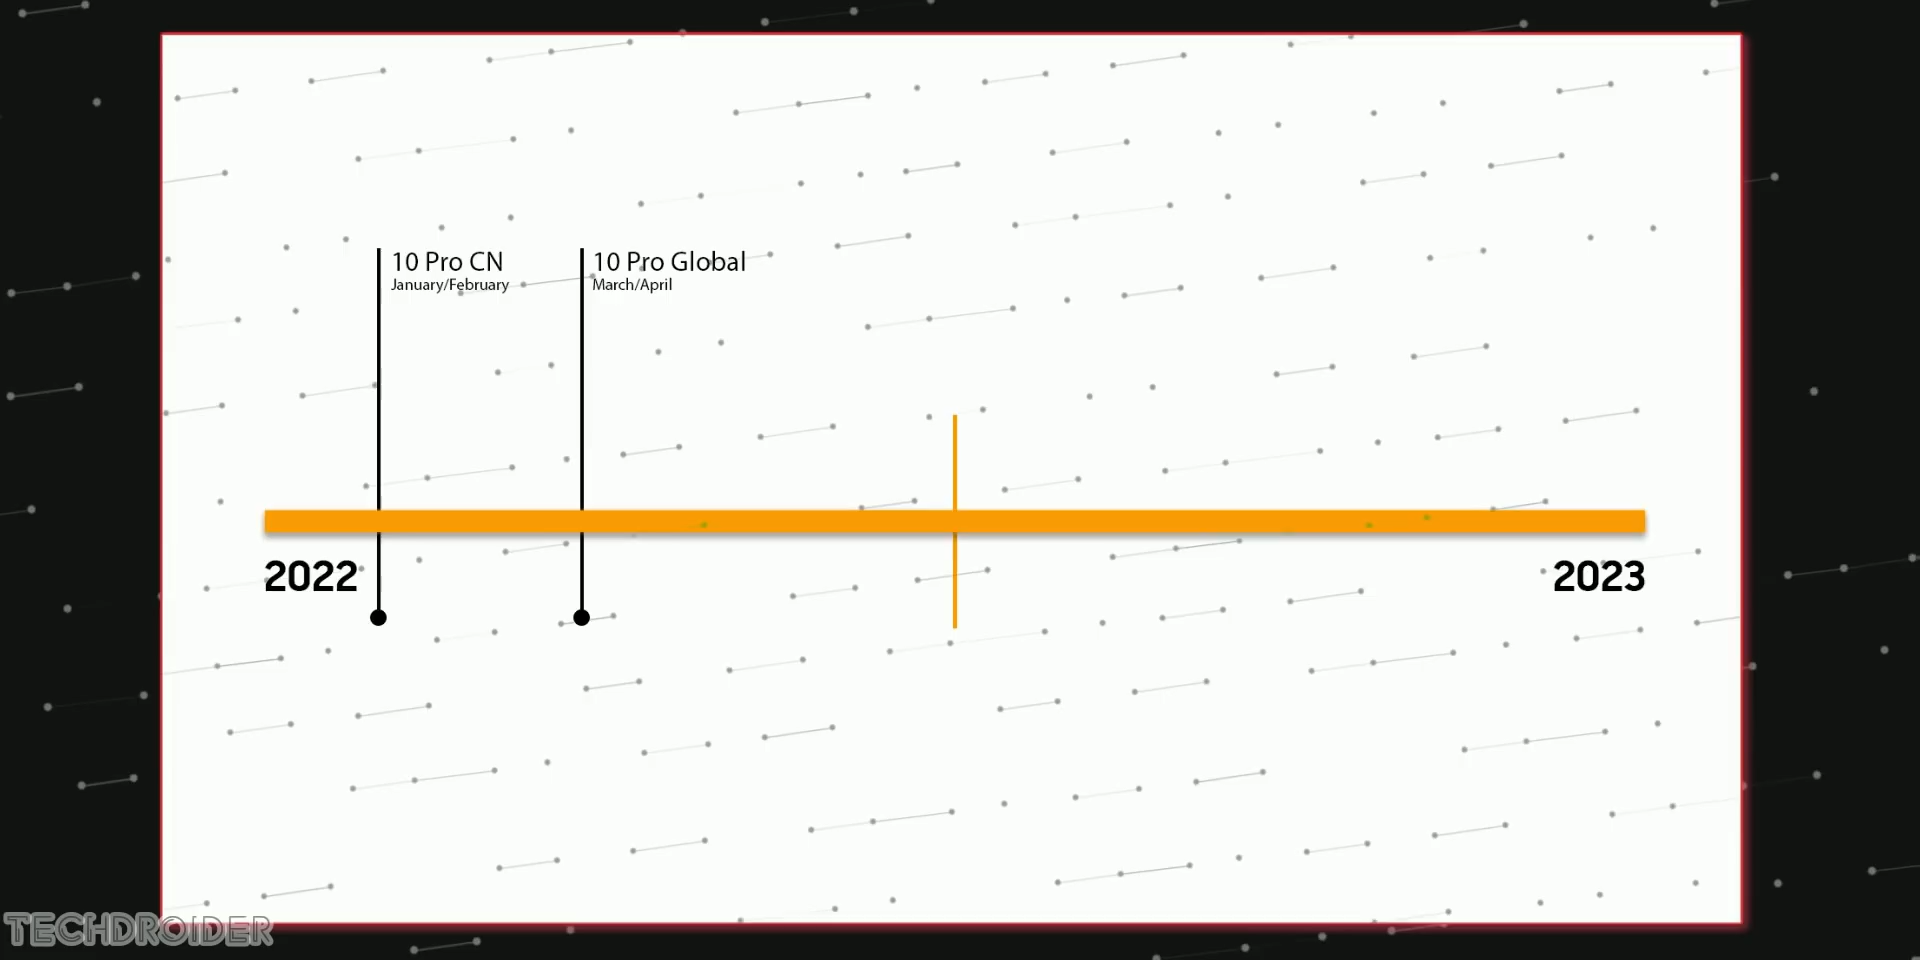 10 Pro CN
January/February
10 Pro Global
March/April
2022
2023
TECHDROIDER